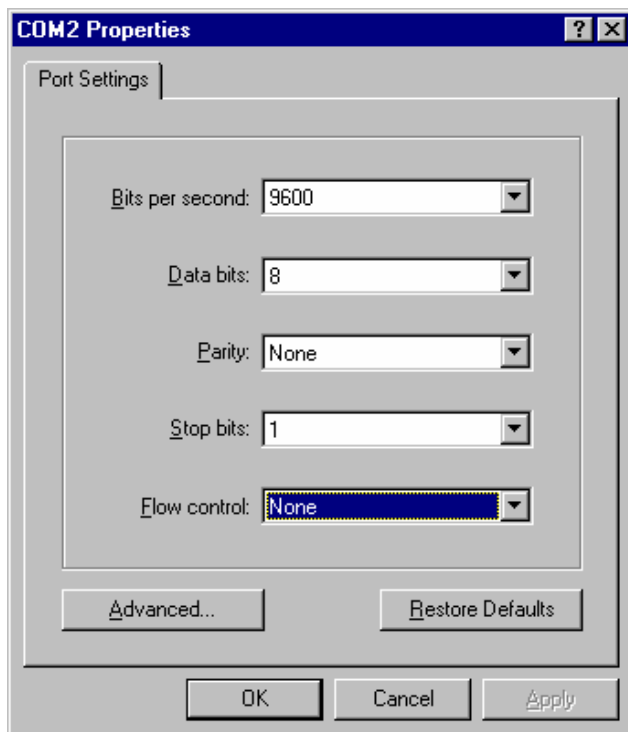 COM2 Properties
Port Settings
Bits per second: 9600
Data bits: 8
Parity: None
Stop bits: 1
Flow control: None
Advanced... Restore Defaults
OK Cancel Apply